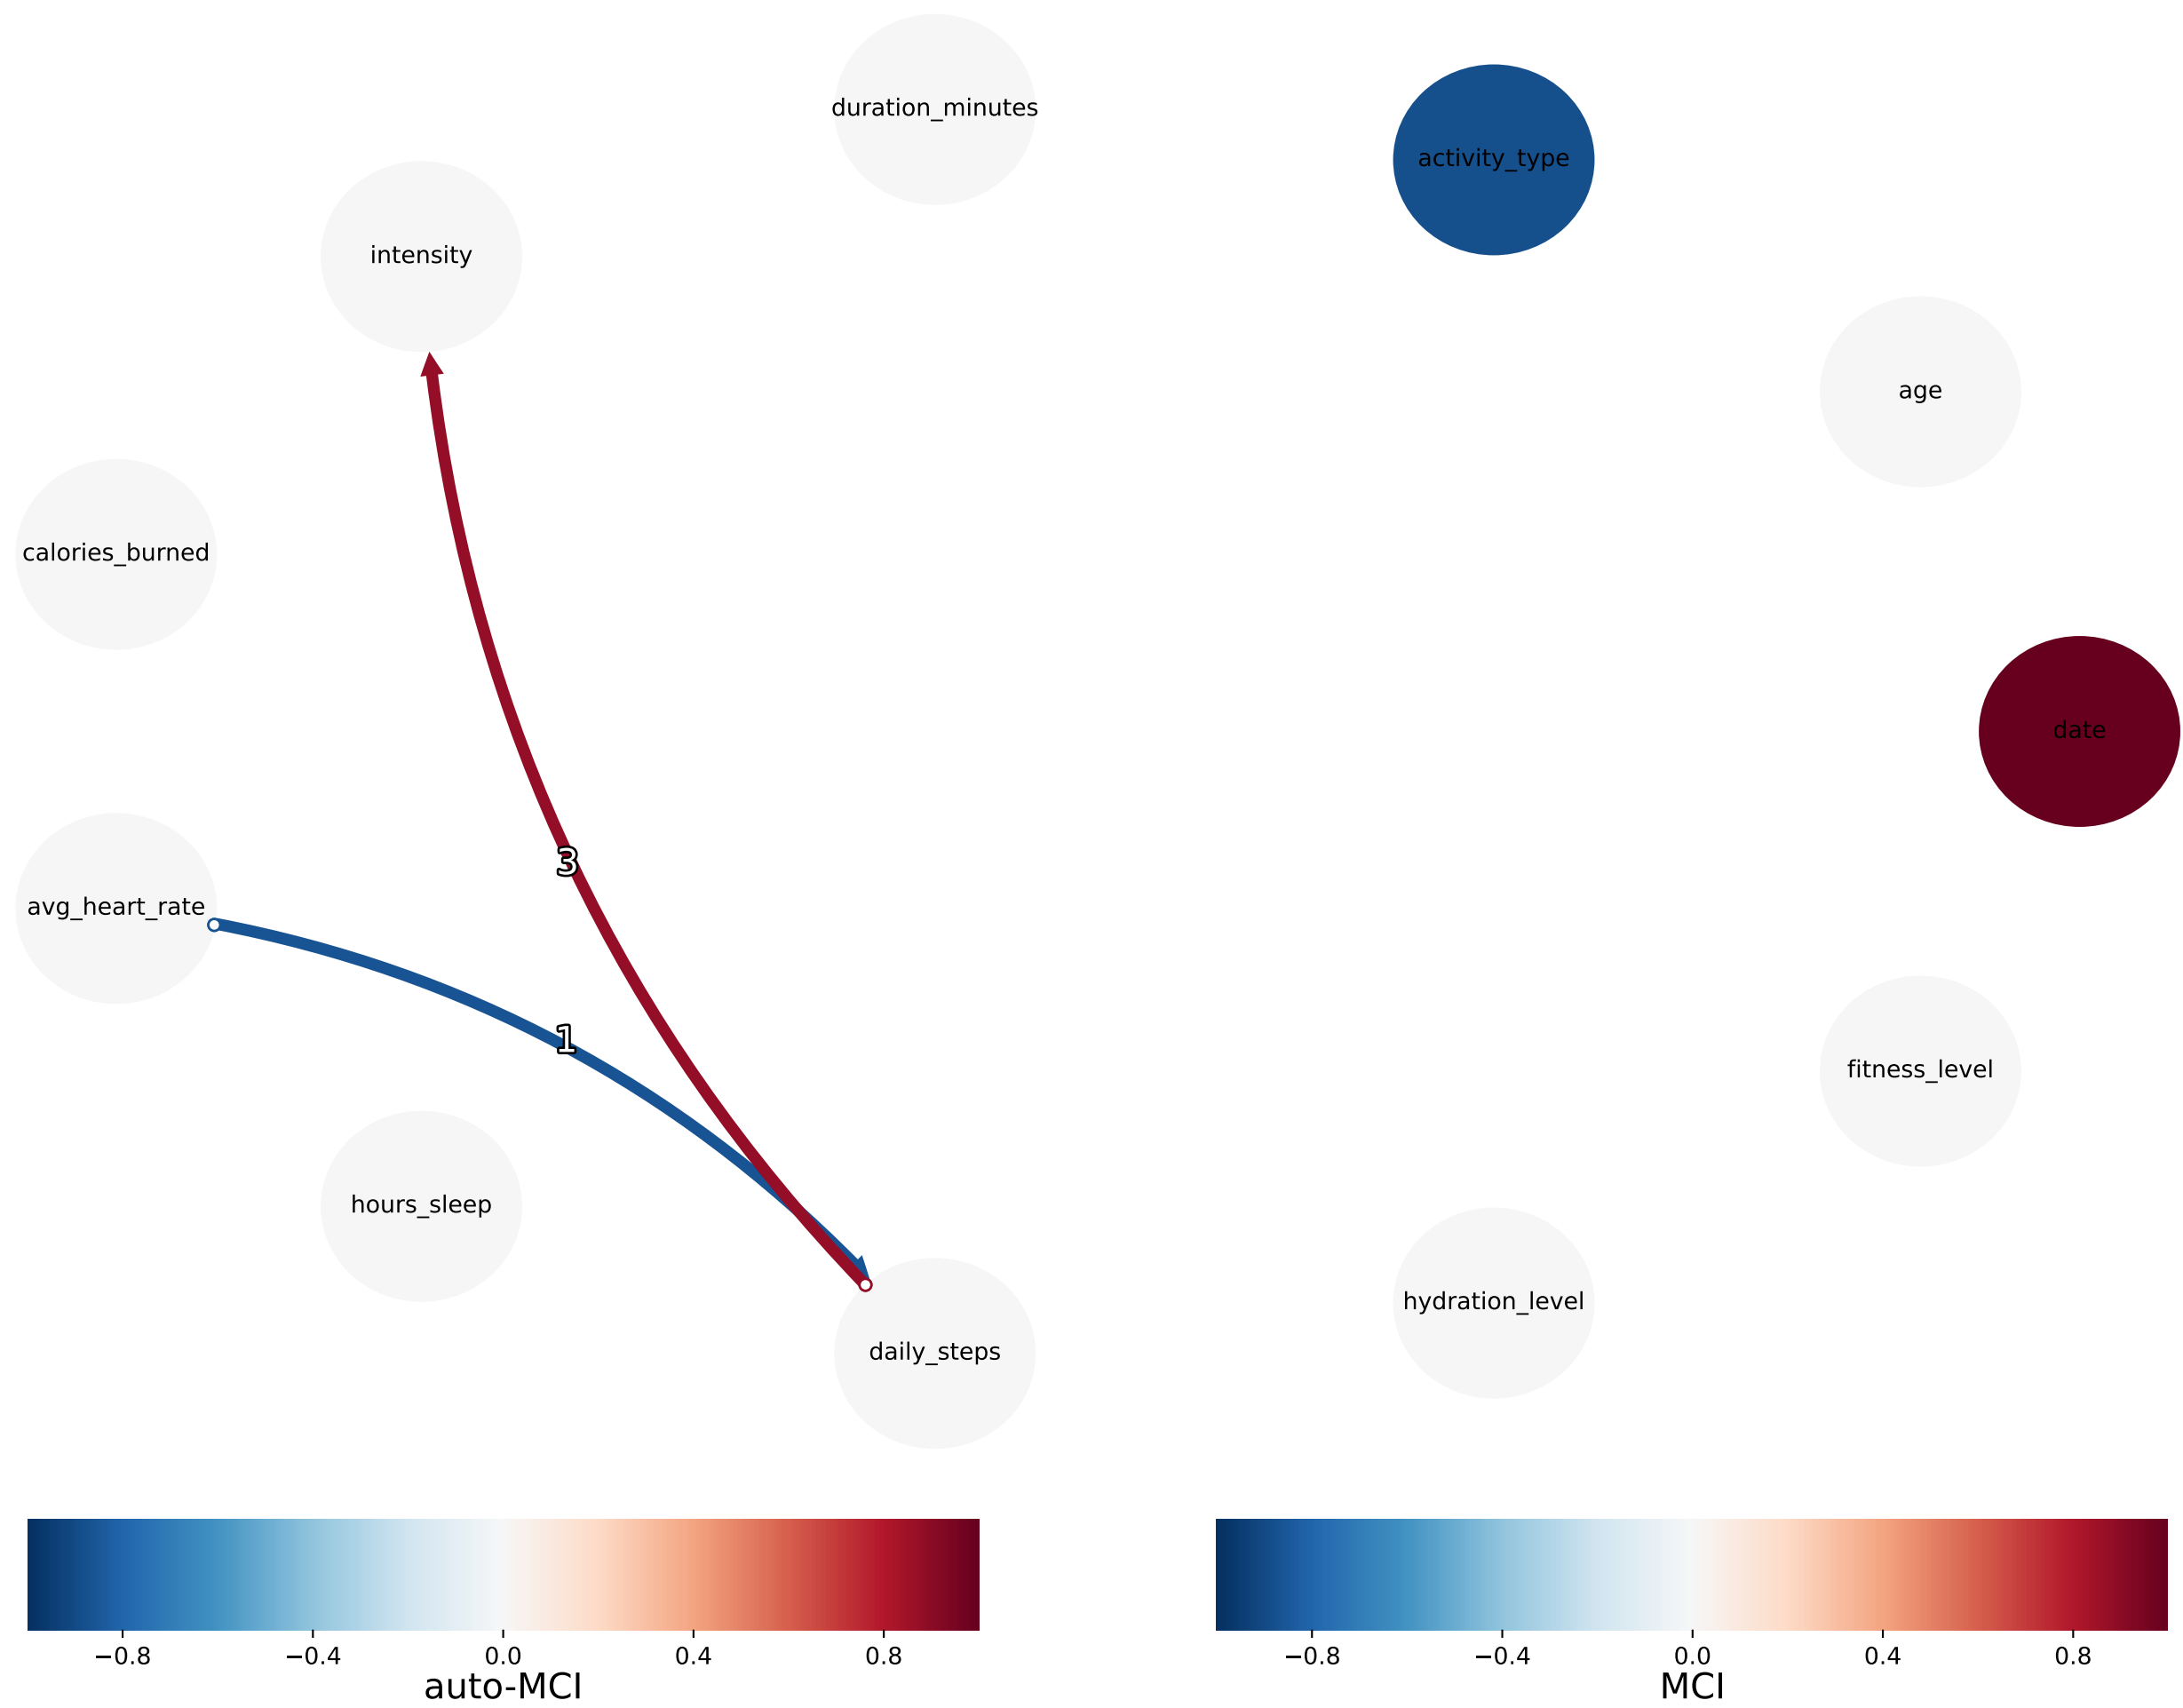 duration_minutes
activity_type
intensity
age
calories_burned
date
3
avg_heart_rate
1
fitness_level
hours_sleep
hydration_level
daily_steps
−0.8 −0.4 0.0 0.4 0.8
auto-MCI
−0.8 −0.4 0.0 0.4 0.8
MCI